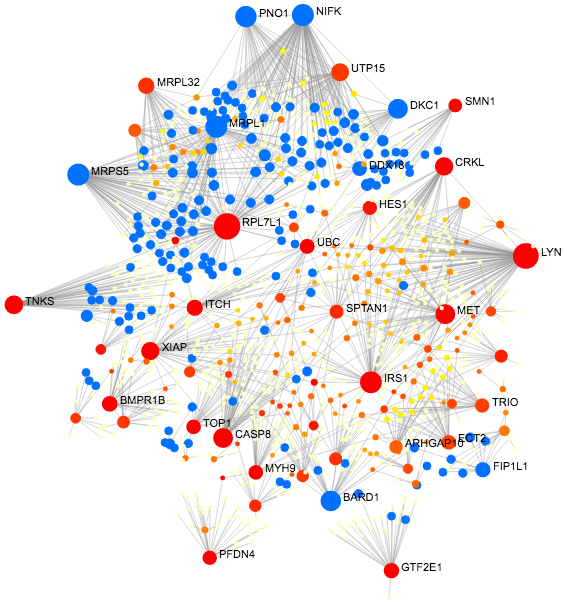 PNO1
NIFK
UTP15
MRPL32
DKC1
SMN1
MRPL1
DDX18
CRKL
MRPS5
HES1
RPL7L1
UBC
LYN
TNKS
ITCH
SPTAN1
MET
XIAP
IRS1
BMPR1B
TRIO
TOP1
CASP8
ECT2
ARHGAP10
MYH9
FIP1L1
BARD1
PFDN4
GTF2E1